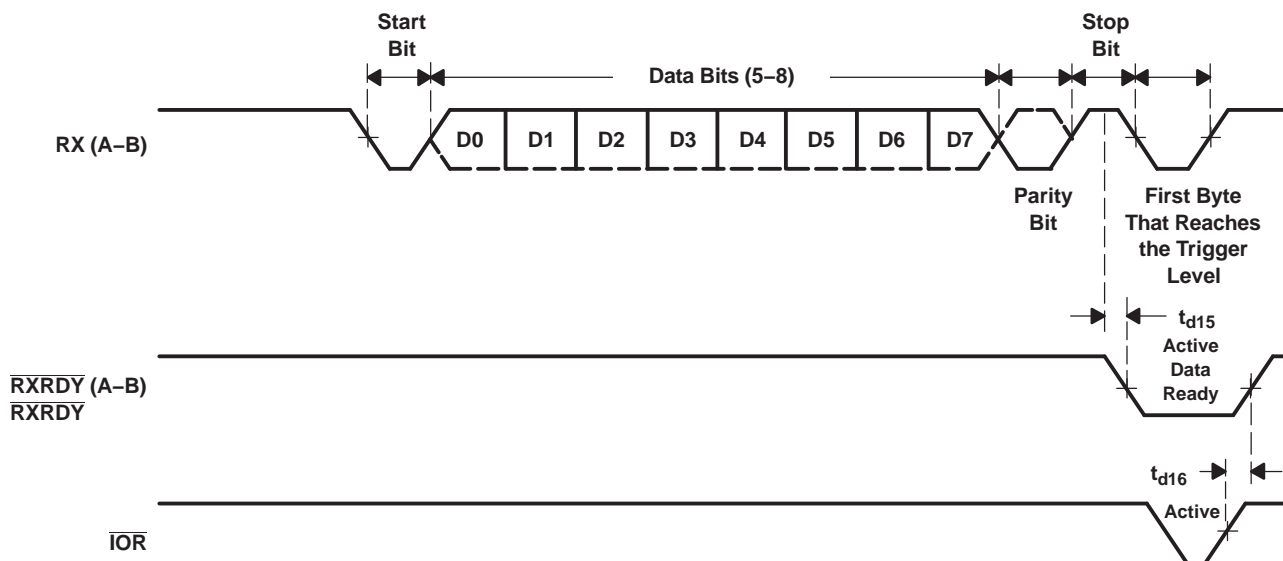 Start
Bit
Stop
Bit
Data Bits (5–8)
RX (A–B)
D0 D1 D2 D3 D4 D5 D6 D7
Parity
Bit
First Byte
That Reaches
the Trigger
Level
td15
Active
Data
Ready
RXRDY (A–B)
RXRDY
td16
Active
IOR